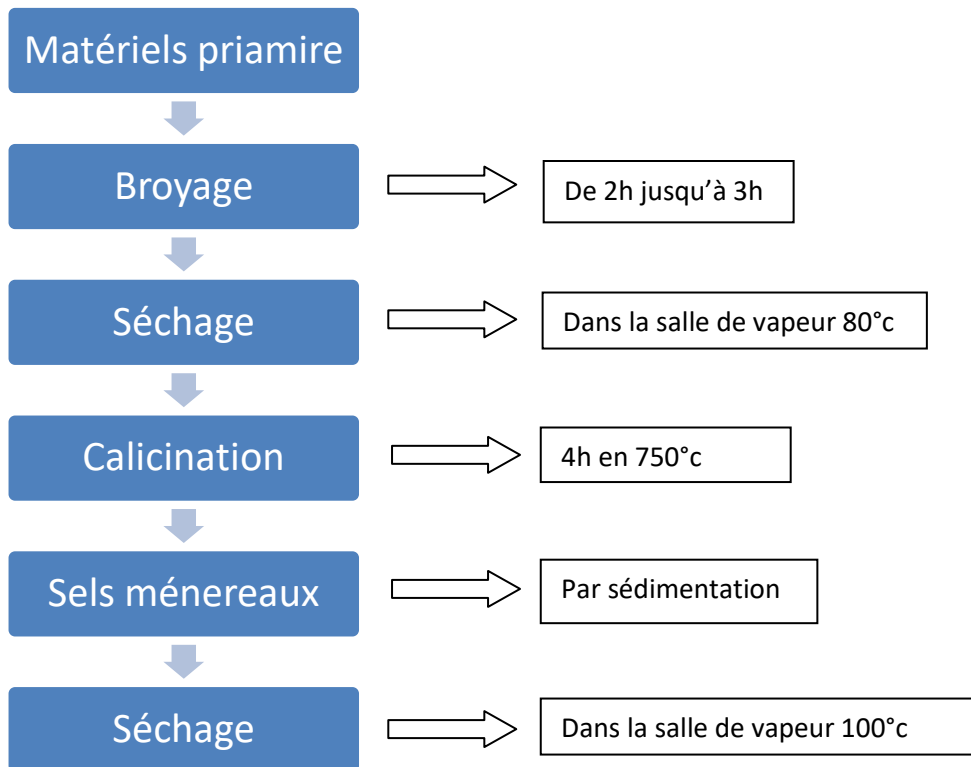 Matériels priamire
Broyage
De 2h jusqu’à 3h
Séchage
Dans la salle de vapeur 80°c
Calicination
4h en 750°c
Sels ménereaux
Par sédimentation
Séchage
Dans la salle de vapeur 100°c